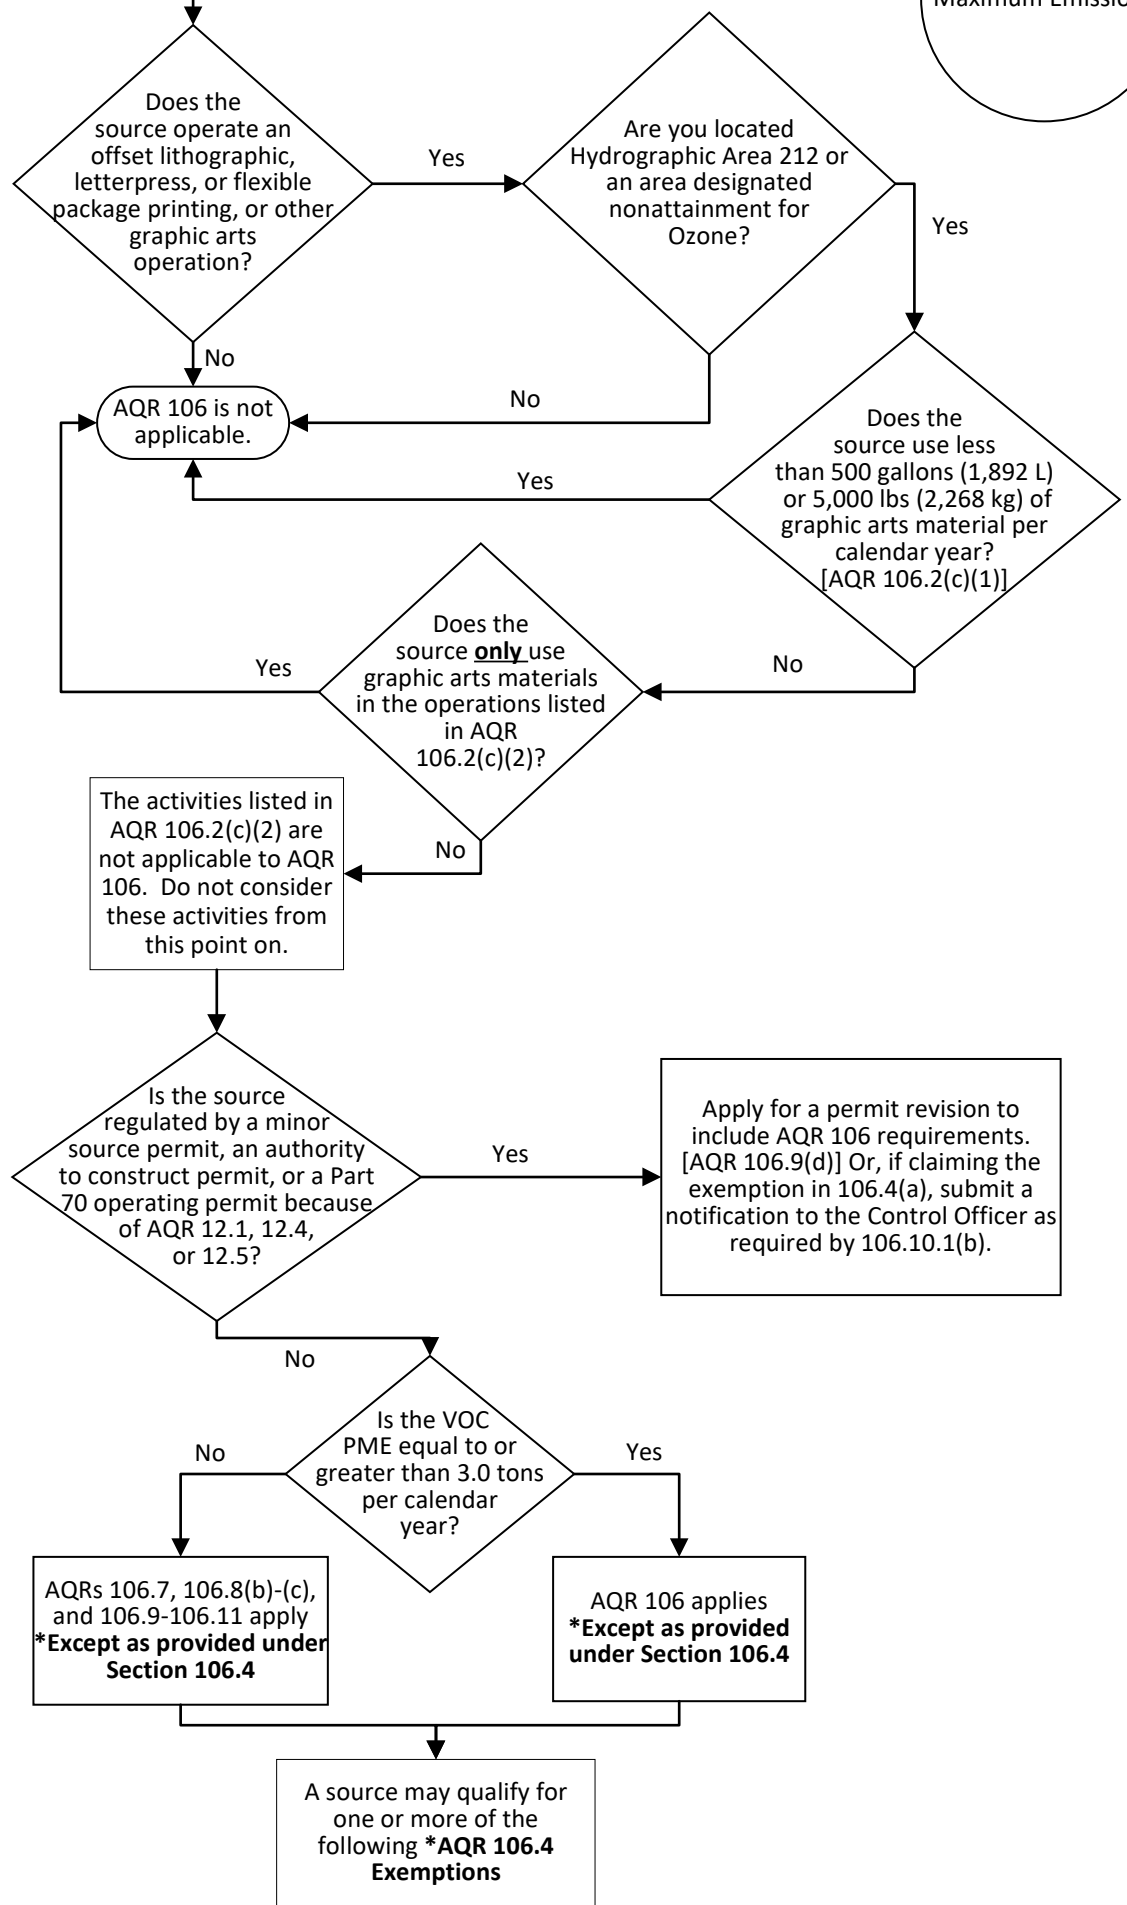 Maximum Emissio
Does the
source operate an
offset lithographic,
letterpress, or flexible
package printing, or other
graphic arts
operation?
Yes
Are you located
Hydrographic Area 212 or
an area designated
nonattainment for
Ozone?
Yes
No
AQR 106 is not
applicable.
No
Does the
source use less
than 500 gallons (1,892 L)
or 5,000 lbs (2,268 kg) of
graphic arts material per
calendar year?
[AQR 106.2(c)(1)]
Yes
No
Does the
source only use
graphic arts materials
in the operations listed
in AQR
106.2(c)(2)?
Yes
No
The activities listed in
AQR 106.2(c)(2) are
not applicable to AQR
106.  Do not consider
these activities from
this point on.
Is the source
regulated by a minor
source permit, an authority
to construct permit, or a Part
70 operating permit because
of AQR 12.1, 12.4,
or 12.5?
Yes
Apply for a permit revision to
include AQR 106 requirements.
[AQR 106.9(d)] Or, if claiming the
exemption in 106.4(a), submit a
notification to the Control Officer as
required by 106.10.1(b).
No
Is the VOC
PME equal to or
greater than 3.0 tons
per calendar
year?
No
Yes
AQRs 106.7, 106.8(b)-(c),
and 106.9-106.11 apply
*Except as provided under
Section 106.4
AQR 106 applies
*Except as provided
under Section 106.4
A source may qualify for
one or more of the
following *AQR 106.4
Exemptions